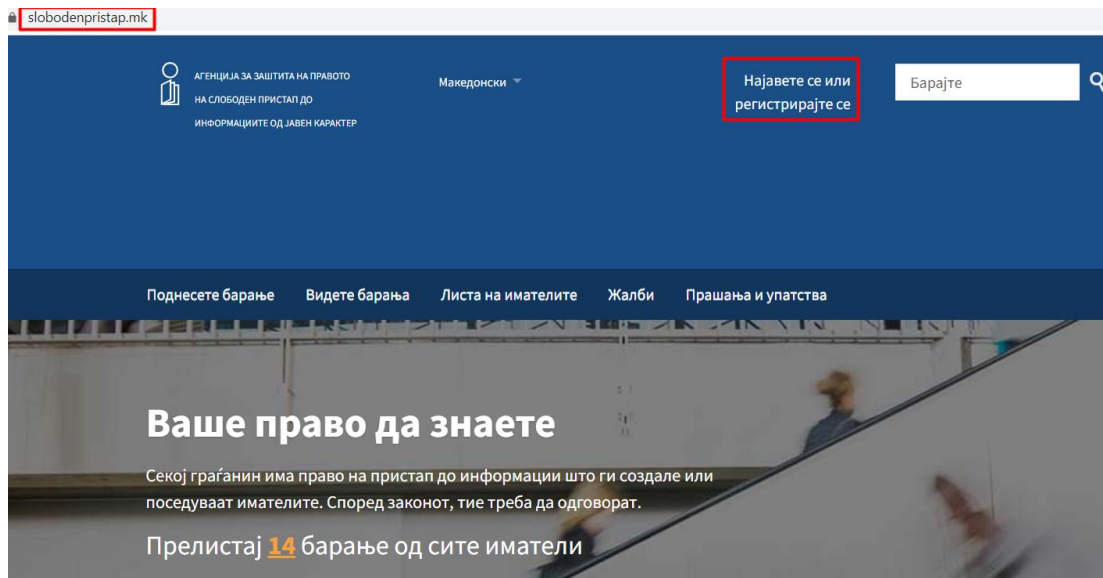 slobodenpristap.mk
АГЕНЦИЈА ЗА ЗАШТИТА НА ПРАВОТО
НА СЛОБОДЕН ПРИСТАП ДО
ИНФОРМАЦИИТЕ ОД ЈАВЕН КАРАКТЕР
Македонски
Најавете се или
регистрирајте се
Барајте
Поднесете барање Видете барања Листа на имателите Жалби Прашања и упатства
Ваше право да знаете
Секој граѓанин има право на пристап до информации што ги создале или
поседуваат имателите. Според законот, тие треба да одговорат.
Прелистај 14 барање од сите иматели